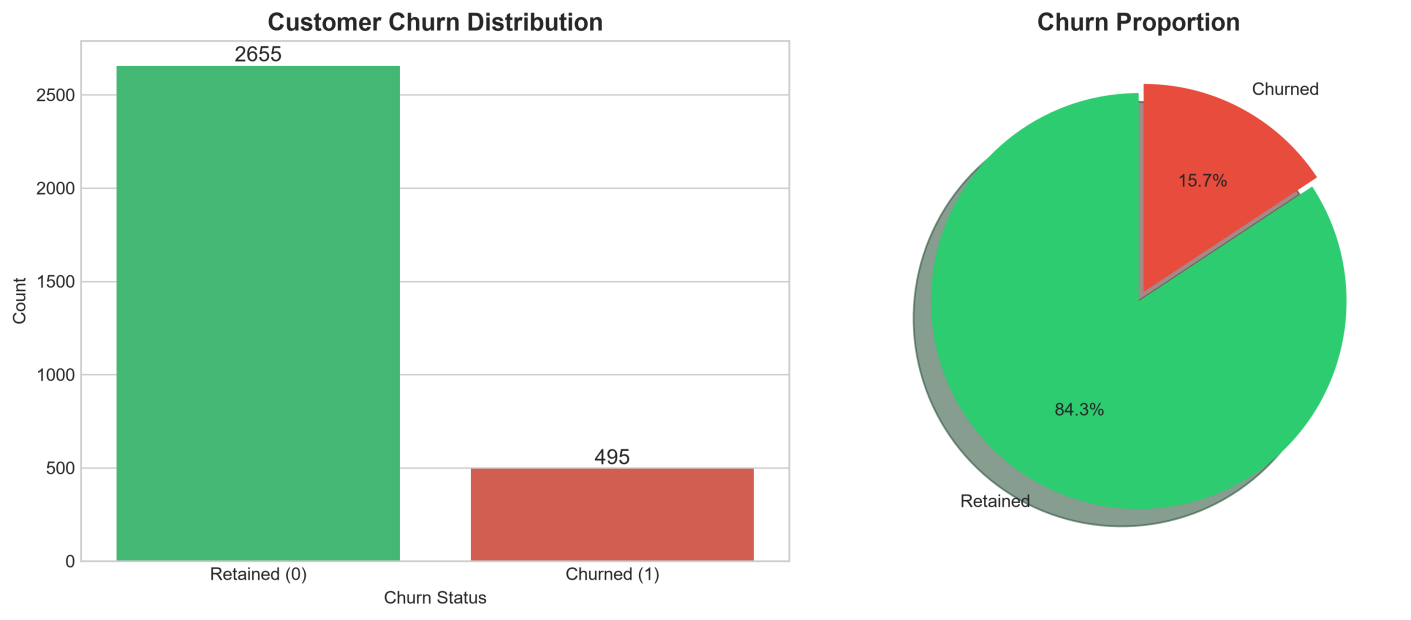 Customer Churn Distribution
2655
2500
2000
1500
1000
500
0
Count
495
Retained (0)
Churned (1)
Churn Status
Churn Proportion
Churned
15.7%
84.3%
Retained